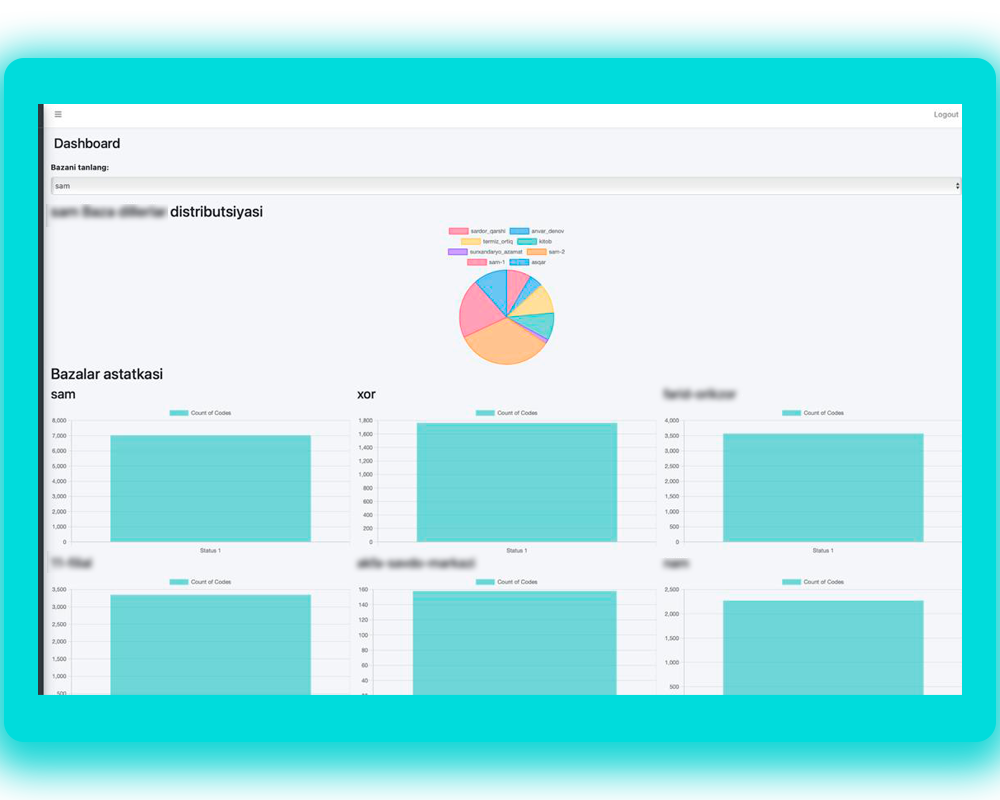 Logout
Dashboard
Bazani tanlang:
sam
distributsiyasi
sardor_qarshi anvar_denov
termiz_ortiq kitob
surxandaryo_azamat sam-2
sam-1 asqar
Bazalar astatkasi
sam xor
Count of Codes Count of Codes Count of Codes
8,000 1,800 4,000
7,000 1,600 3,500
6,000 1,400 3,000
5,000 1,200 2,500
4,000 1,000 2,000
3,000 800 1,500
2,000 600 1,000
1,000 400 500
0 200 0
0
Status 1 Status 1 Status 1
Count of Codes Count of Codes Count of Codes
3,500 160 2,500
3,000 140 2,000
2,500 120 1,500
2,000 100 1,000
1,500 80 500
1,000 60
500 40